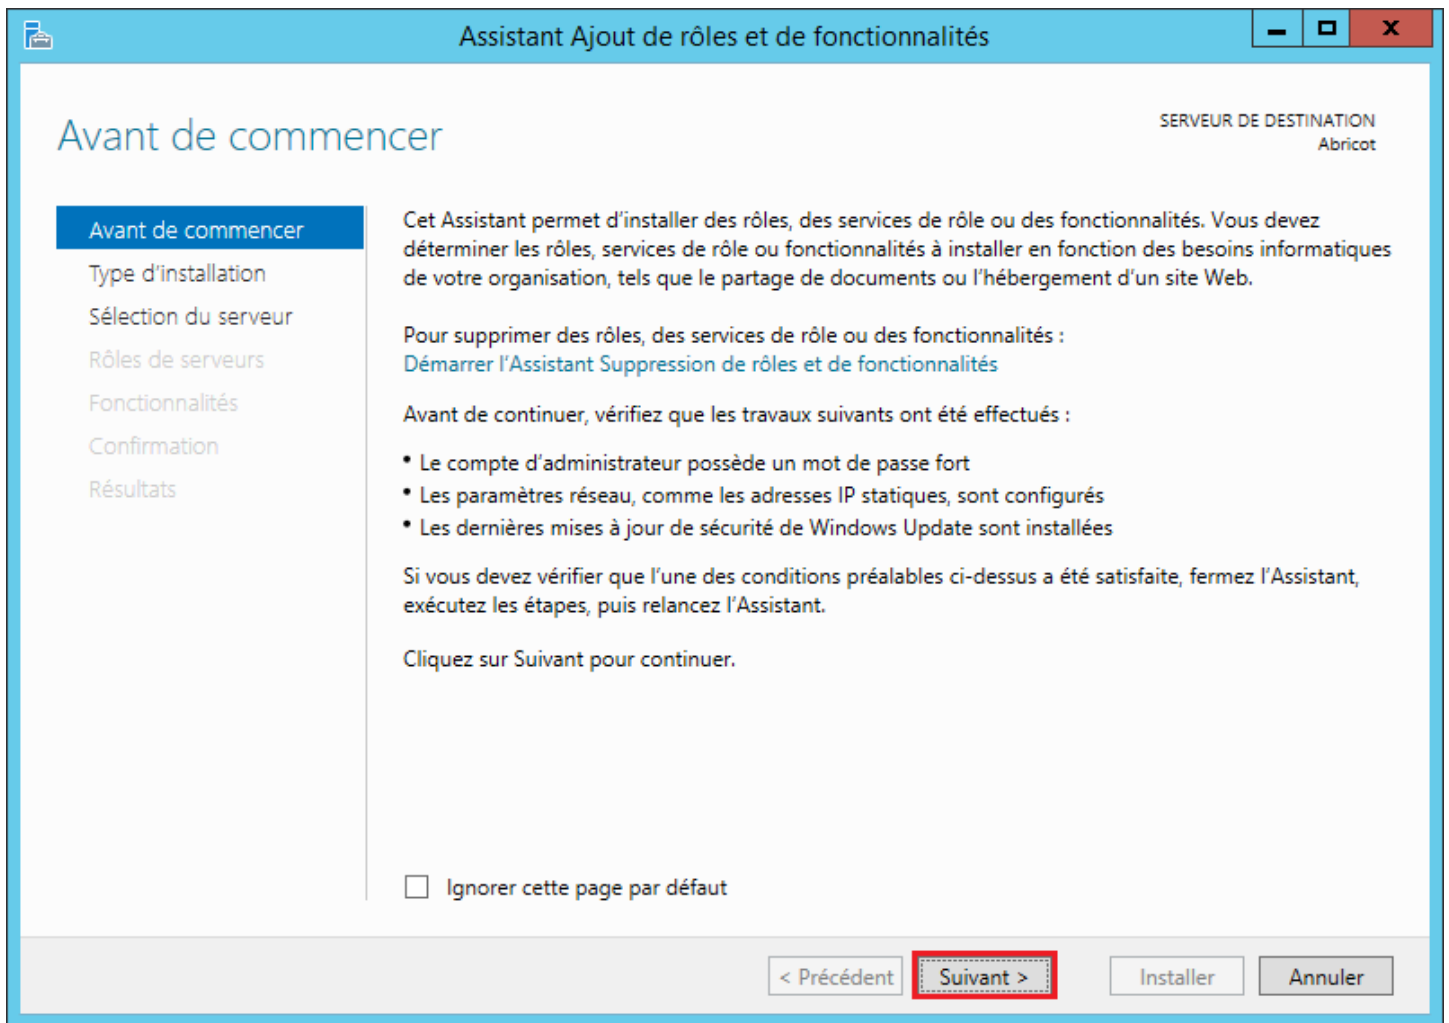 Assistant Ajout de rôles et de fonctionnalités
Avant de commencer
SERVEUR DE DESTINATION
Abricot
Avant de commencer
Type d'installation
Sélection du serveur
Rôles de serveurs
Fonctionnalités
Confirmation
Résultats
Cet Assistant permet d'installer des rôles, des services de rôle ou des fonctionnalités. Vous devez
déterminer les rôles, services de rôle ou fonctionnalités à installer en fonction des besoins informatiques
de votre organisation, tels que le partage de documents ou l'hébergement d'un site Web.
Pour supprimer des rôles, des services de rôle ou des fonctionnalités :
Démarrer l'Assistant Suppression de rôles et de fonctionnalités
Avant de continuer, vérifiez que les travaux suivants ont été effectués :
• Le compte d'administrateur possède un mot de passe fort
• Les paramètres réseau, comme les adresses IP statiques, sont configurés
• Les dernières mises à jour de sécurité de Windows Update sont installées
Si vous devez vérifier que l'une des conditions préalables ci-dessus a été satisfaite, fermez l'Assistant,
exécutez les étapes, puis relancez l'Assistant.
Cliquez sur Suivant pour continuer.
Ignorer cette page par défaut
< Précédent
Suivant >
Installer
Annuler